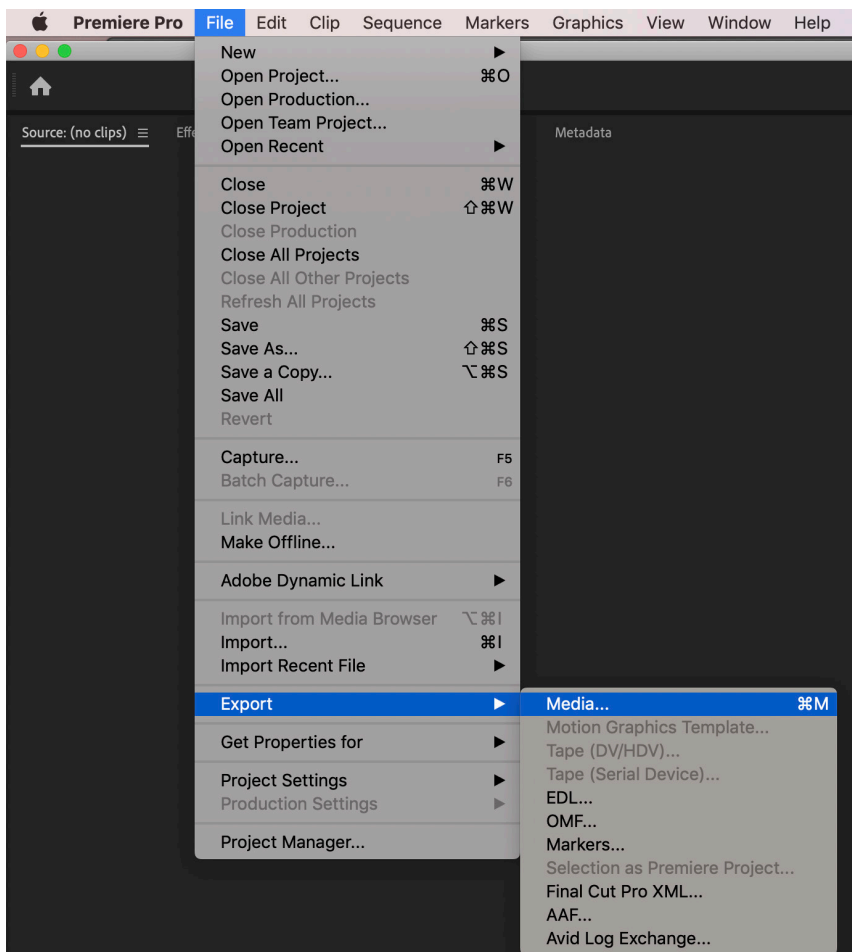 Premiere Pro File Edit Clip Sequence Markers Graphics View Window Help
New ▶
Open Project... ⌘O
Open Production...
Open Team Project...
Open Recent ▶
Source: (no clips) ≡ Effe
Metadata
Close ⌘W
Close Project ⇧⌘W
Close Production
Close All Projects
Close All Other Projects
Refresh All Projects
Save ⌘S
Save As... ⇧⌘S
Save a Copy... ⌥⌘S
Save All
Revert
Capture... F5
Batch Capture... F6
Link Media...
Make Offline...
Adobe Dynamic Link ▶
Import from Media Browser ⌥⌘I
Import... ⌘I
Import Recent File ▶
Export ▶
Get Properties for ▶
Project Settings ▶
Production Settings ▶
Project Manager...
Media... ⌘M
Motion Graphics Template...
Tape (DV/HDV)...
Tape (Serial Device)...
EDL...
OMF...
Markers...
Selection as Premiere Project...
Final Cut Pro XML...
AAF...
Avid Log Exchange...